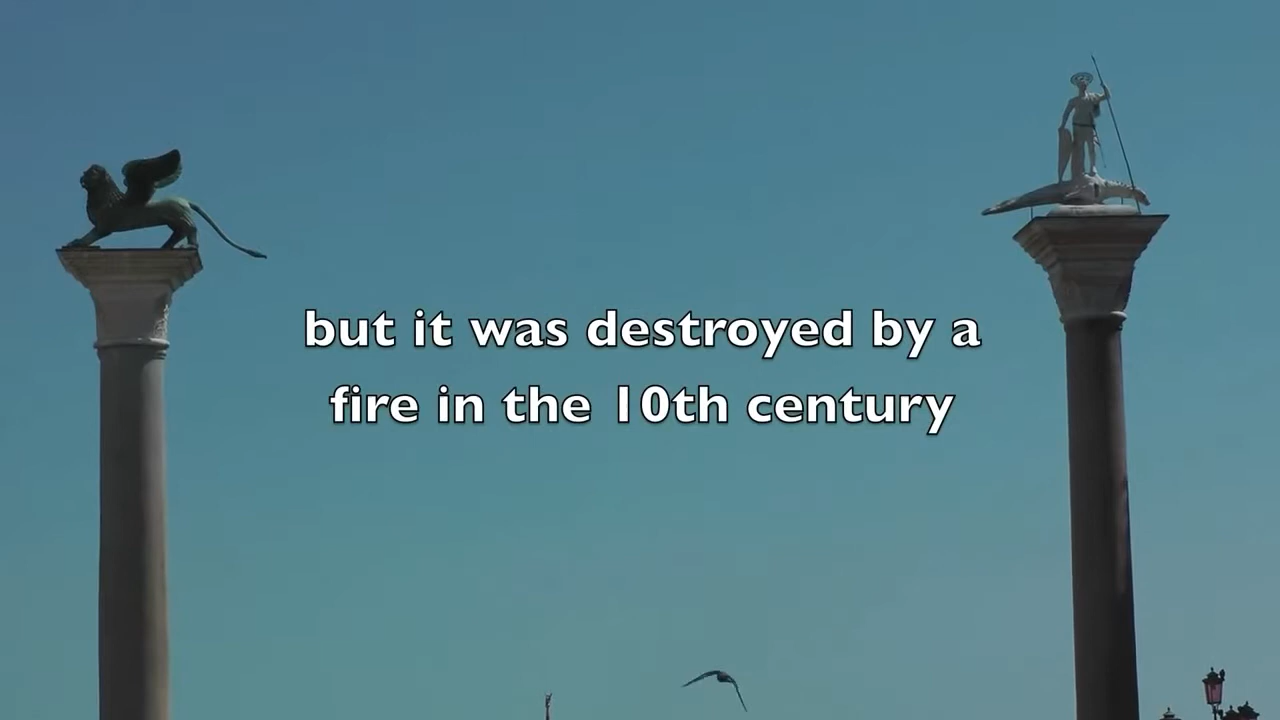 but it was destroyed by a
fire in the 10th century